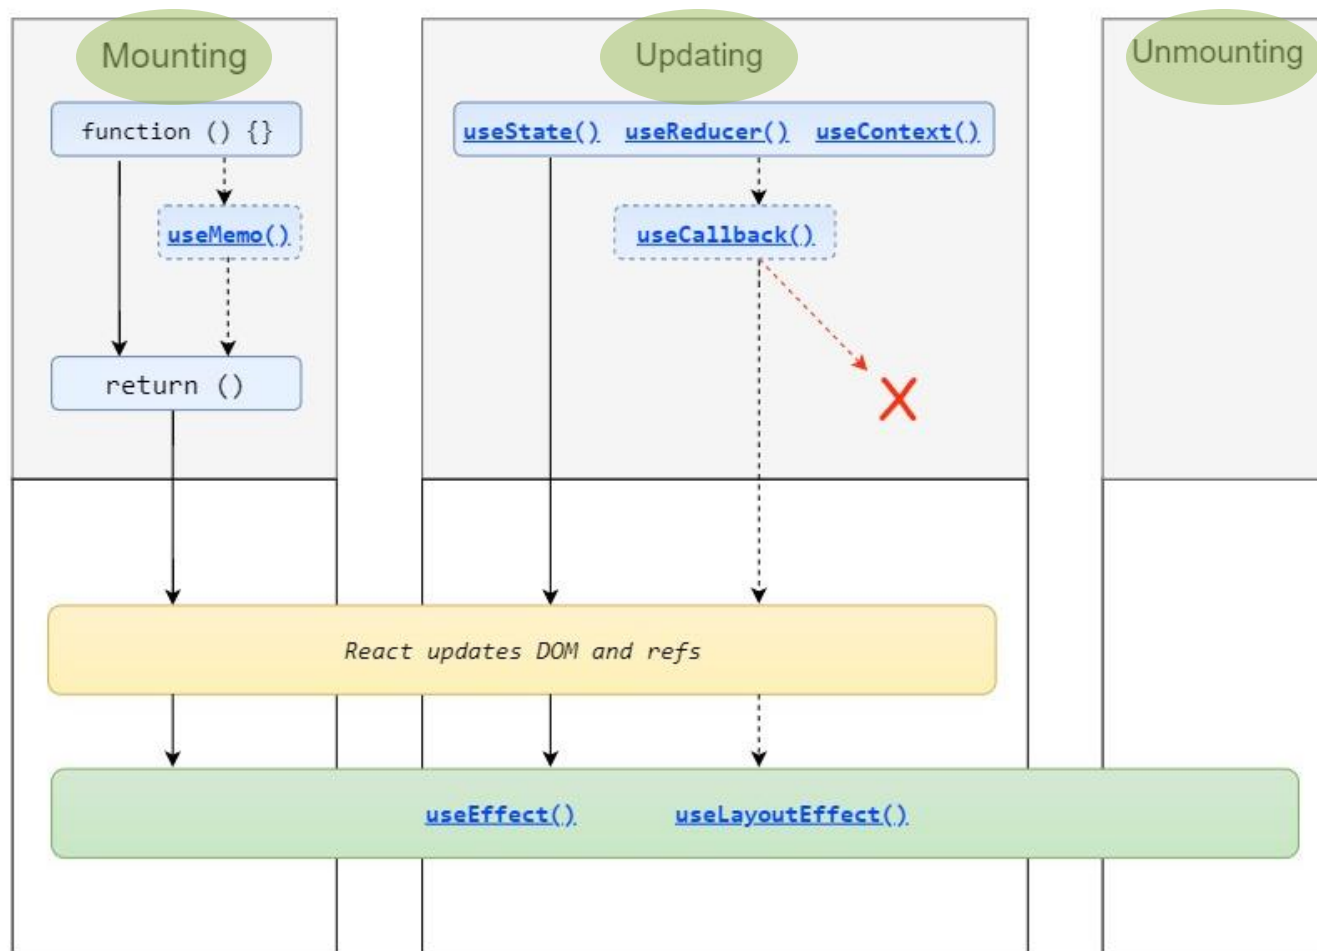 Mounting
Updating
Unmounting
function () {}
useState() useReducer() useContext()
useMemo()
useCallback()
return ()
React updates DOM and refs
useEffect() useLayoutEffect()